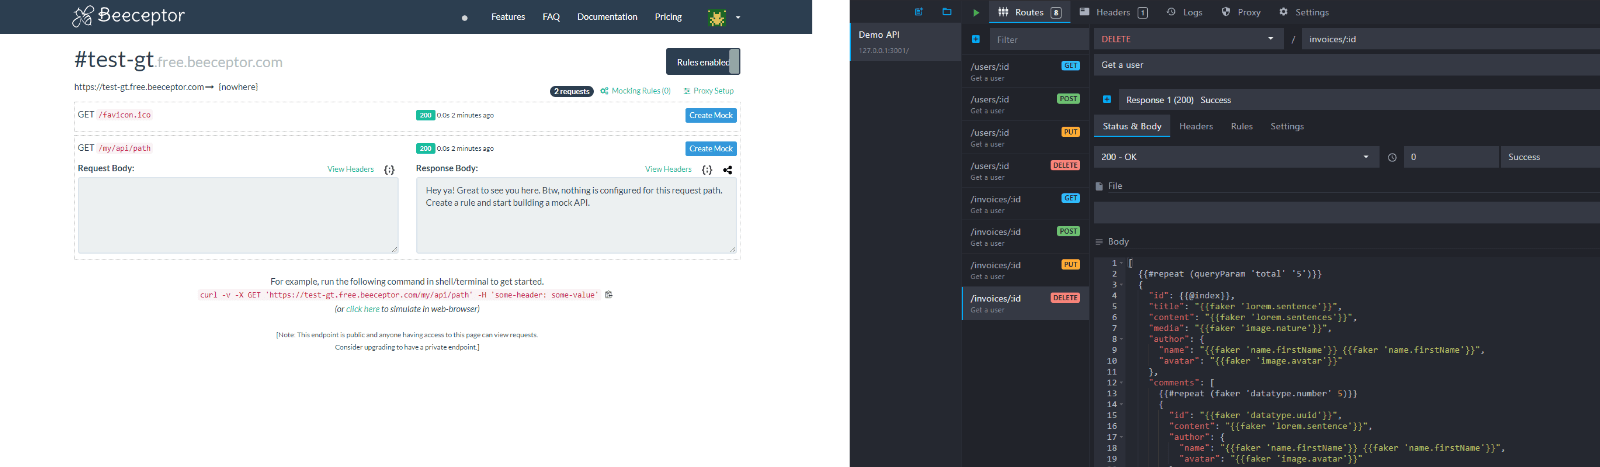 Beeceptor
Features FAQ Documentation Pricing
#test-gt.free.beeceptor.com
Rules enabled
https://test-gt.free.beeceptor.com [nowhere]
2 requests Mocking Rules (0) Proxy Setup
GET /favicon.ico 200 0.0s 2 minutes ago Create Mock
GET /my/api/path 200 0.0s 2 minutes ago Create Mock
Request Body: View Headers {;}
Response Body: View Headers {;}
Hey ya! Great to see you here. Btw, nothing is configured for this request path.
Create a rule and start building a mock API.
For example, run the following command in shell/terminal to get started.
curl -v -X GET 'https://test-gt.free.beeceptor.com/my/api/path' -H 'some-header: some-value'
(or click here to simulate in web-browser)
[Note: This endpoint is public and anyone having access to this page can view requests.
Consider upgrading to have a private endpoint.]
Routes 8 Headers 1 Logs Proxy Settings
Demo API
127.0.0.1:3001/
Filter
/users/:id GET
Get a user
/users/:id POST
Get a user
/users/:id PUT
Get a user
/users/:id DELETE
Get a user
/invoices/:id GET
Get a user
/invoices/:id POST
Get a user
/invoices/:id PUT
Get a user
/invoices/:id DELETE
Get a user
DELETE / invoices/:id
Get a user
Response 1 (200) Success
Status & Body Headers Rules Settings
200 - OK 0 Success
File
Body
1 [
2 {{#repeat (queryParam 'total' '5')}}
3 {
4 "id": {{@index}},
5 "title": "{{faker 'lorem.sentence'}}",
6 "content": "{{faker 'lorem.sentences'}}",
7 "media": "{{faker 'image.nature'}}",
8 "author": {
9 "name": "{{faker 'name.firstName'}} {{faker 'name.firstName'}}",
10 "avatar": "{{faker 'image.avatar'}}"
11 },
12 "comments": [
13 {{#repeat (faker 'datatype.number' 5)}}
14 {
15 "id": "{{faker 'datatype.uuid'}}",
16 "content": "{{faker 'lorem.sentence'}}",
17 "author": {
18 "name": "{{faker 'name.firstName'}} {{faker 'name.firstName'}}",
19 "avatar": "{{faker 'image.avatar'}}"